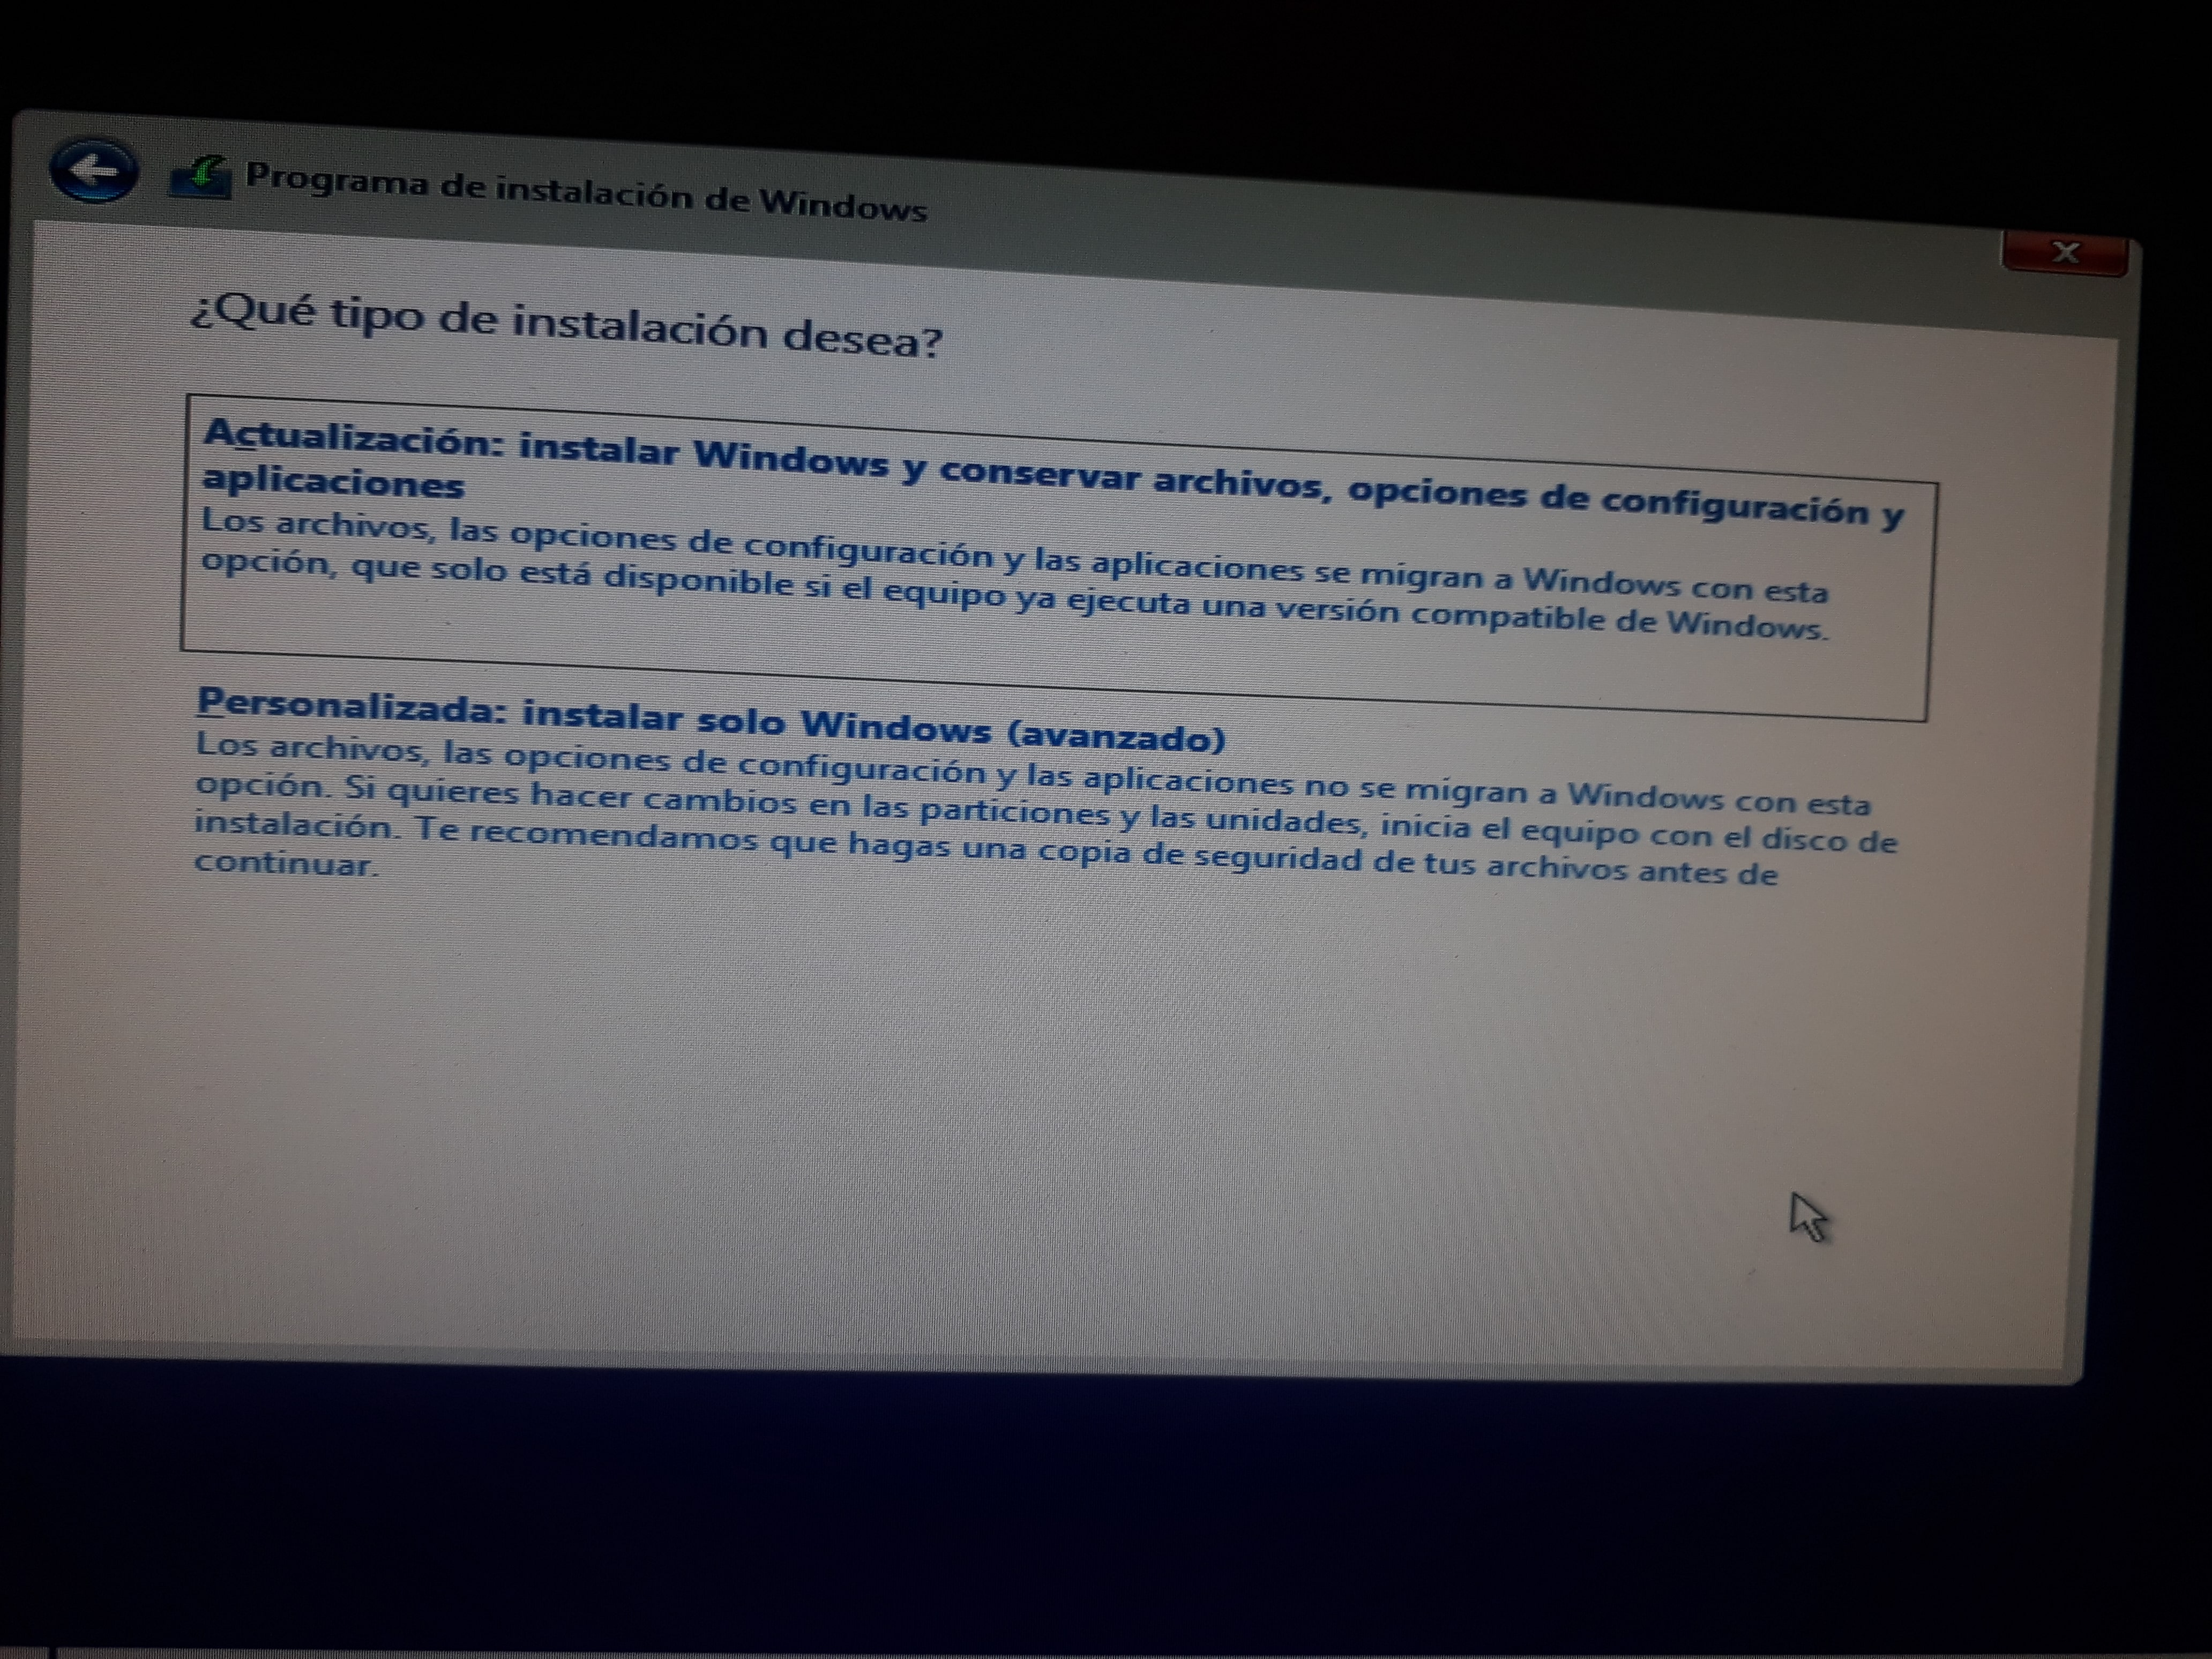 Programa de instalación de Windows
¿Qué tipo de instalación desea?
Actualización: instalar Windows y conservar archivos, opciones de configuración y
aplicaciones
Los archivos, las opciones de configuración y las aplicaciones se migran a Windows con esta
opción, que solo está disponible si el equipo ya ejecuta una versión compatible de Windows.
Personalizada: instalar solo Windows (avanzado)
Los archivos, las opciones de configuración y las aplicaciones no se migran a Windows con esta
opción. Si quieres hacer cambios en las particiones y las unidades, inicia el equipo con el disco de
instalación. Te recomendamos que hagas una copia de seguridad de tus archivos antes de
continuar.